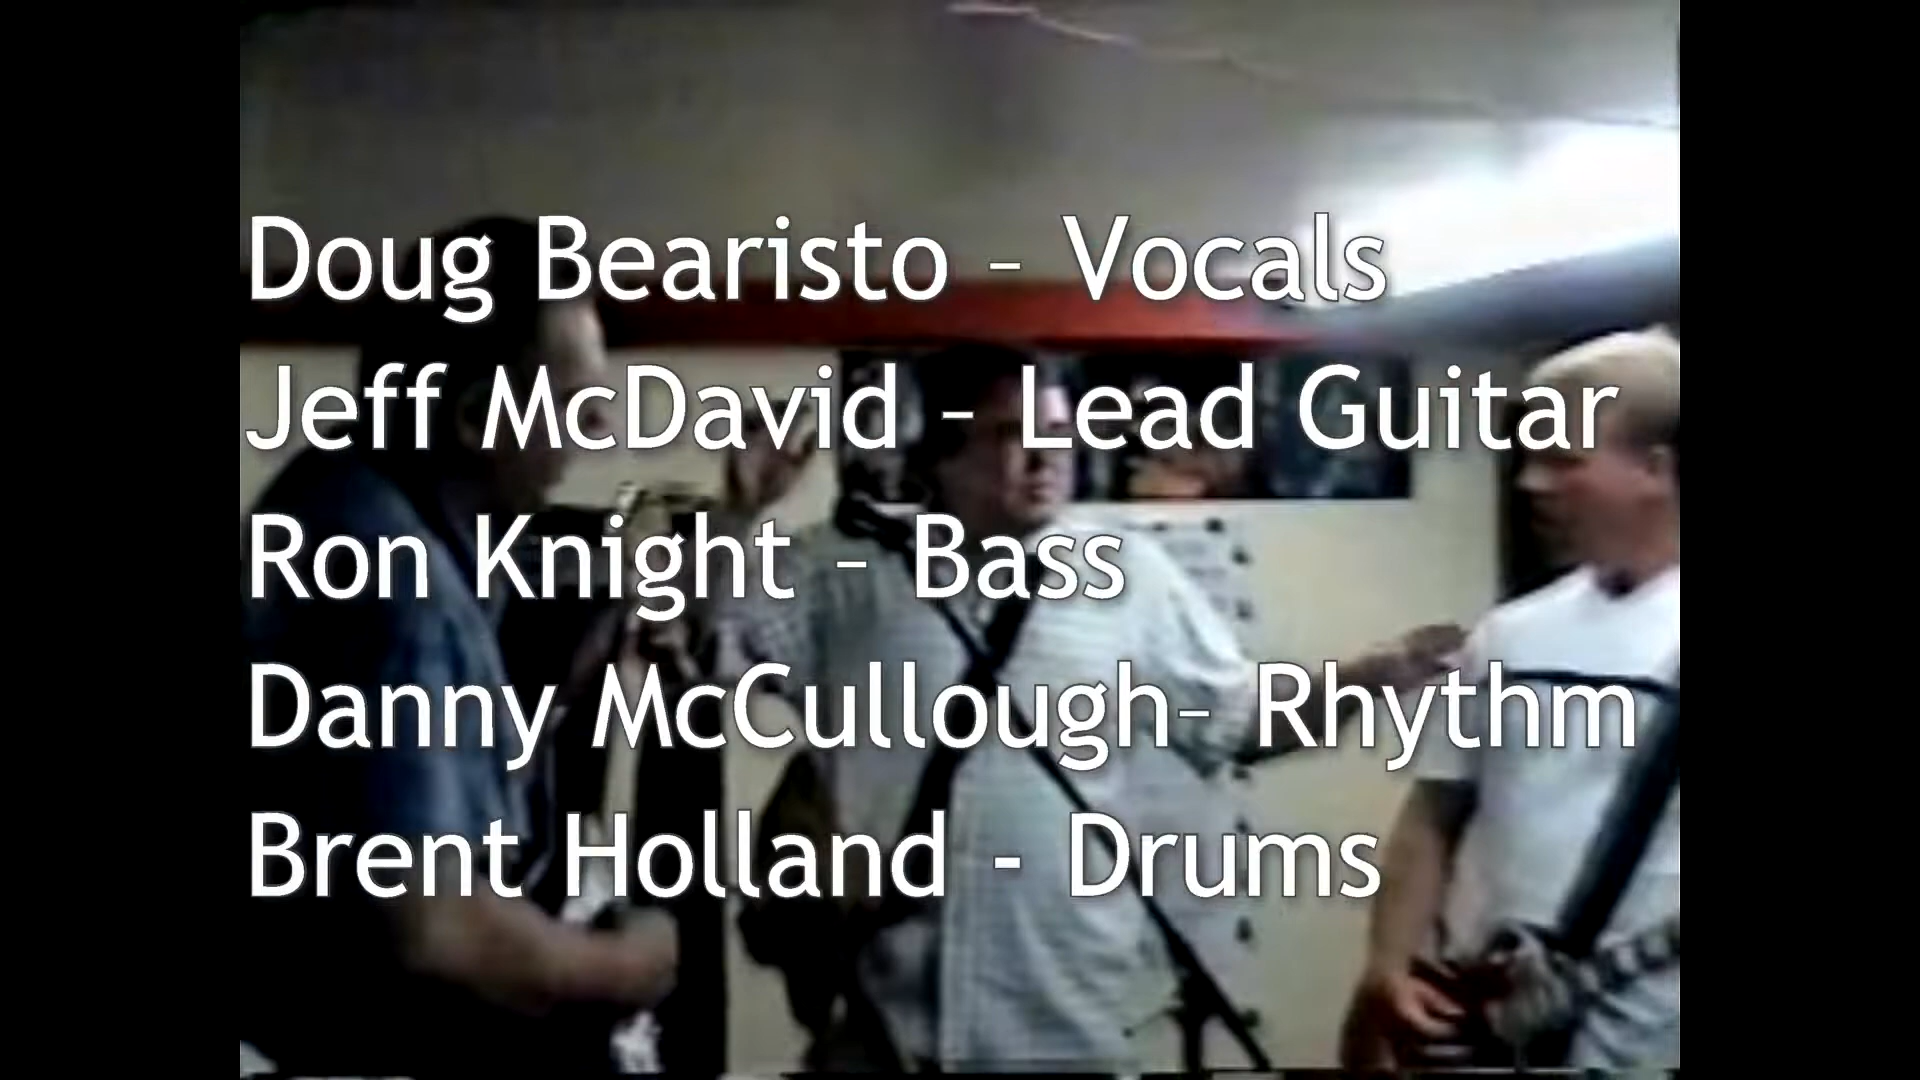 Doug Bearisto – Vocals
Jeff McDavid – Lead Guitar
Ron Knight – Bass
Danny McCullough– Rhythm
Brent Holland - Drums